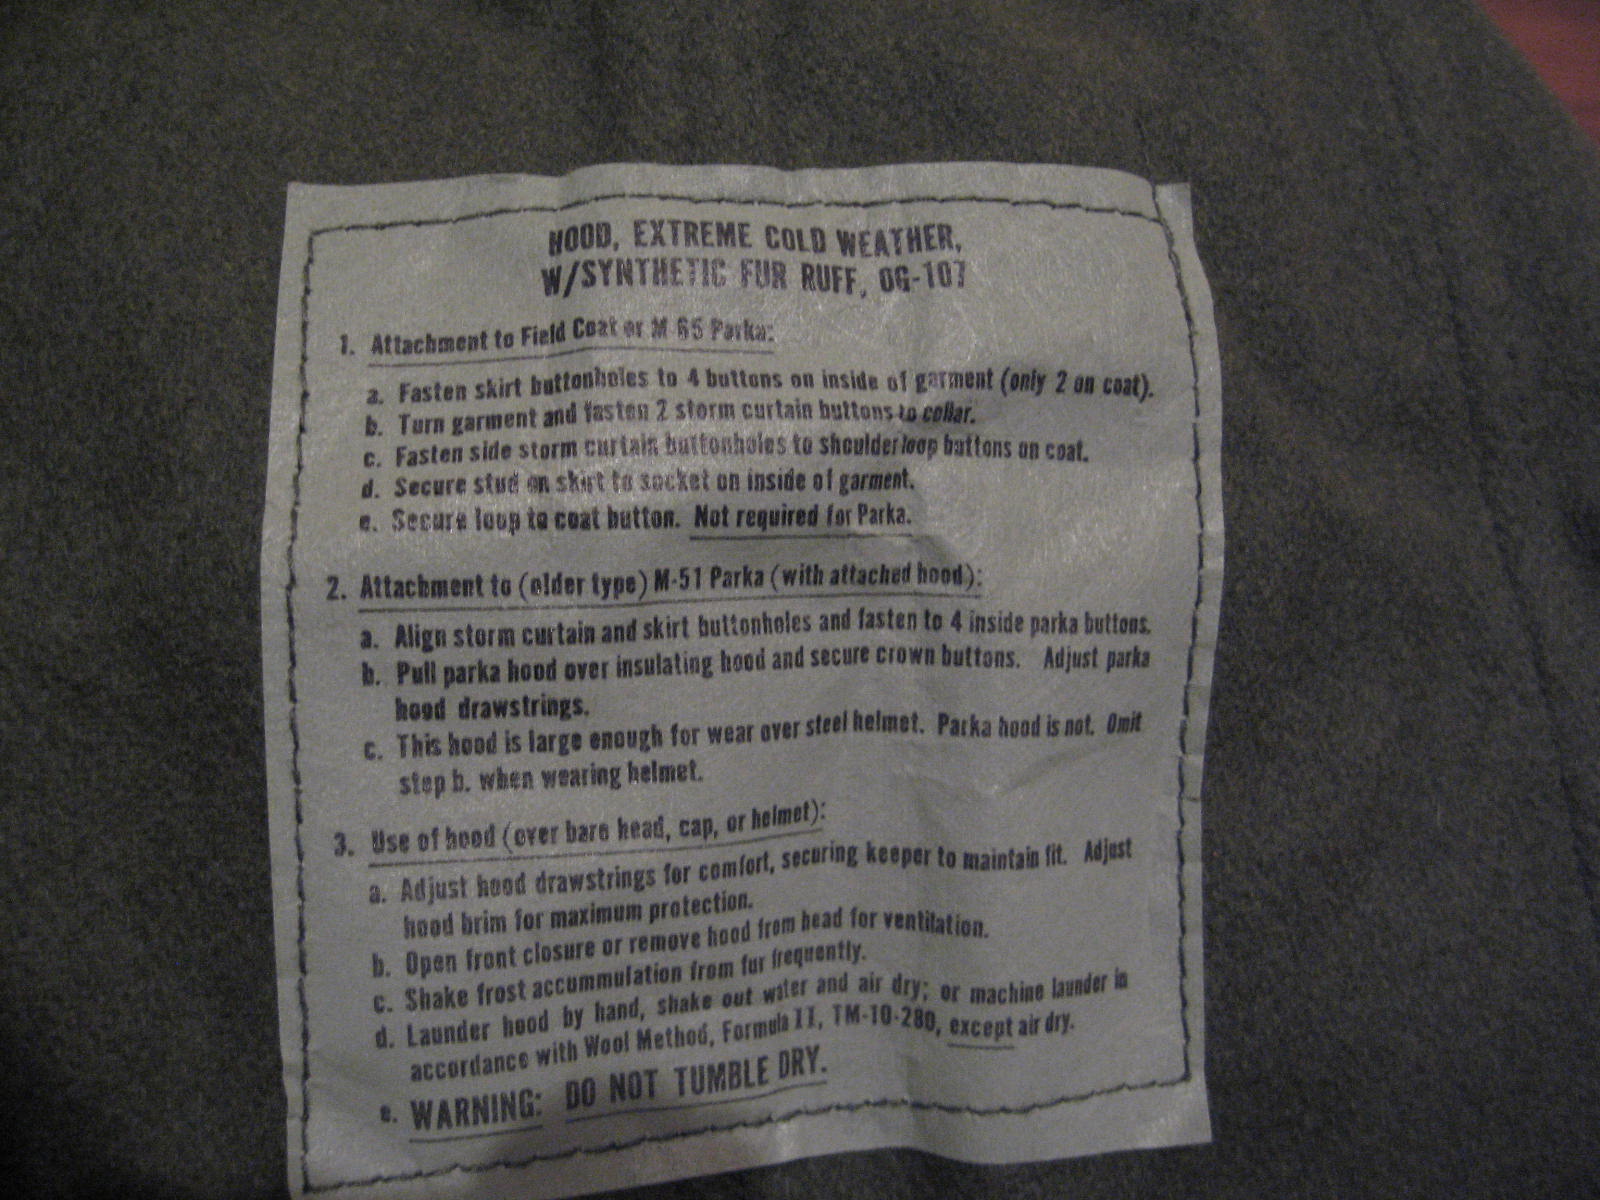 HOOD, EXTREME COLD WEATHER,
W/SYNTHETIC FUR RUFF, OG-107
1. Attachment to Field Coat or M-65 Parka:
a. Fasten skirt buttonholes to 4 buttons on inside of garment (only 2 on coat).
b. Turn garment and fasten 2 storm curtain buttons to collar.
c. Fasten side storm curtain buttonholes to shoulder loop buttons on coat.
d. Secure stud on skirt to socket on inside of garment.
e. Secure loop to coat button. Not required for Parka.
2. Attachment to (older type) M-51 Parka (with attached hood):
a. Align storm curtain and skirt buttonholes and fasten to 4 inside parka buttons.
b. Pull parka hood over insulating hood and secure crown buttons. Adjust parka
hood drawstrings.
c. This hood is large enough for wear over steel helmet. Parka hood is not. Omit
step b. when wearing helmet.
3. Use of hood (over bare head, cap, or helmet):
a. Adjust hood drawstrings for comfort, securing keeper to maintain fit. Adjust
hood brim for maximum protection.
b. Open front closure or remove hood from head for ventilation.
c. Shake frost accummulation from fur frequently.
d. Launder hood by hand, shake out water and air dry; or machine launder in
accordance with Wool Method, Formula II, TM-10-280, except air dry.
e. WARNING: DO NOT TUMBLE DRY.